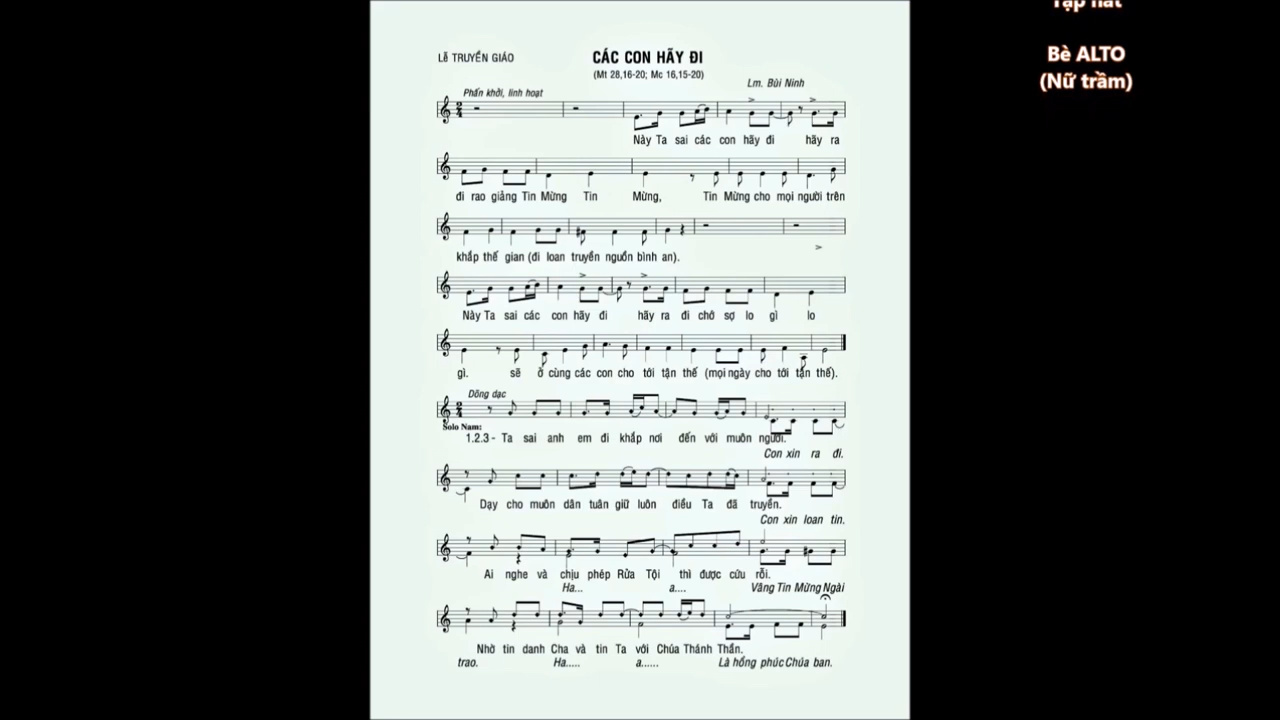 Tập hát
Bè ALTO
(Nữ trầm)
LỄ TRUYỀN GIÁO
CÁC CON HÃY ĐI
(Mt 28,16-20; Mc 16,15-20)
Lm. Bùi Ninh
Phấn khởi, linh hoạt
Này Ta sai các con hãy đi hãy ra
đi rao giảng Tin Mừng Tin Mừng, Tin Mừng cho mọi người trên
khắp thế gian (đi loan truyền nguồn bình an).
Này Ta sai các con hãy đi hãy ra đi chớ sợ lo gì lo
gì. sẽ ở cùng các con cho tới tận thế (mọi ngày cho tới tận thế).
Dõng dạc
Solo Nam:
1.2.3- Ta sai anh em đi khắp nơi đến với muôn người.
Con xin ra đi.
Dạy cho muôn dân tuân giữ luôn điều Ta đã truyền.
Con xin loan tin.
Ai nghe và chịu phép Rửa Tội thì được cứu rỗi.
Ha... a.... Vâng Tin Mừng Ngài
Nhờ tin danh Cha và tin Ta với Chúa Thánh Thần.
trao. Ha..... a...... Là hồng phúc Chúa ban.